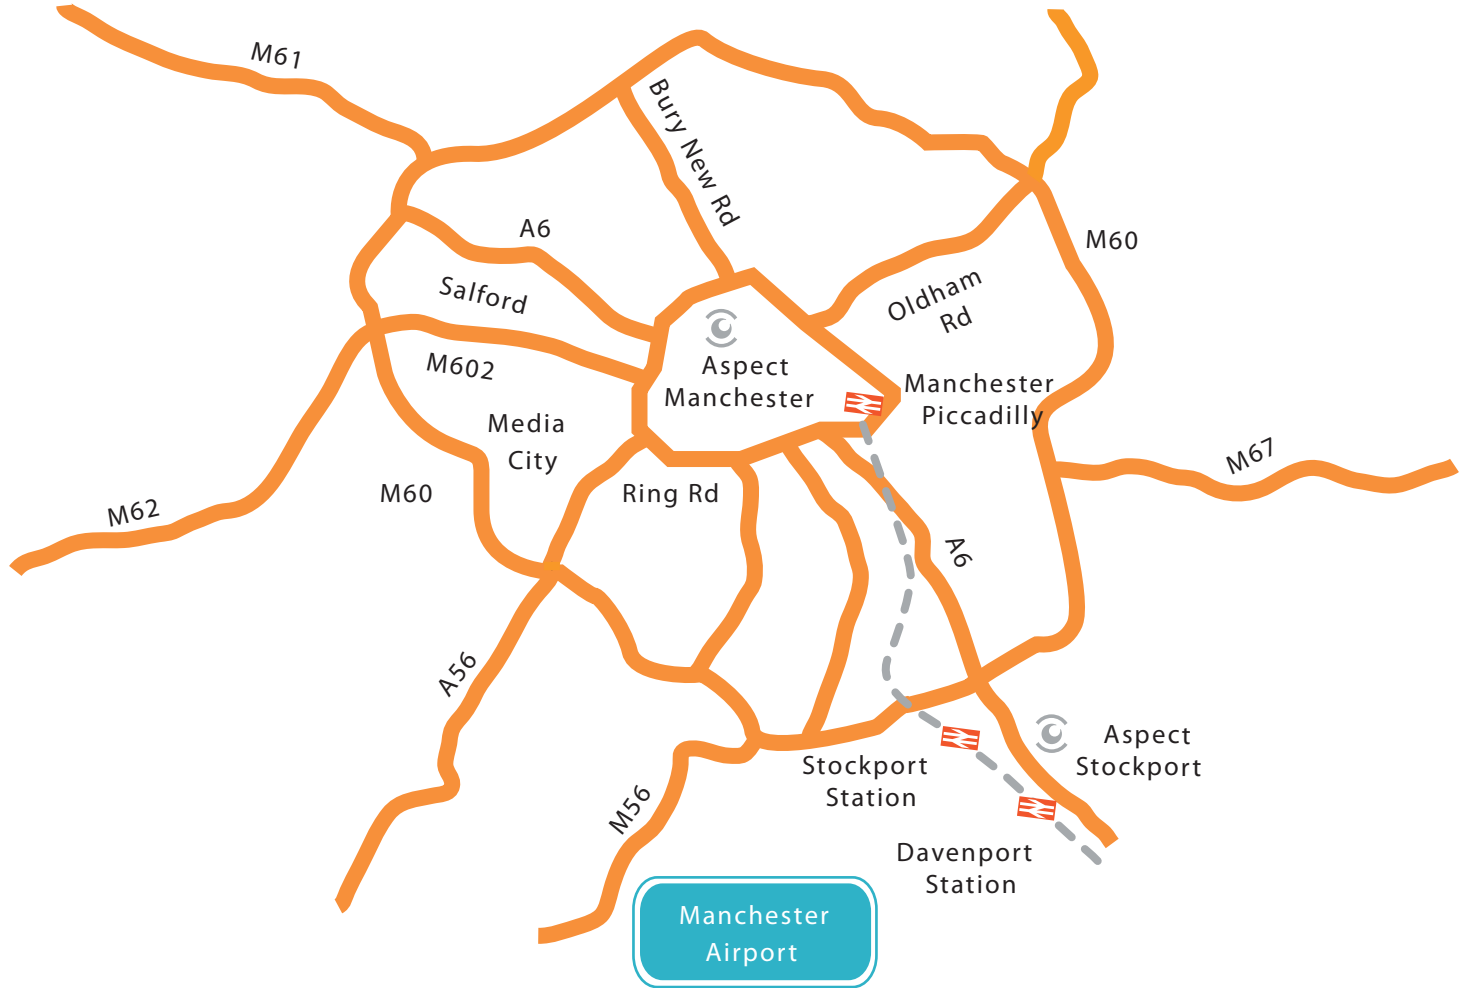 M61
Bury New Rd
A6
M60
Salford
Oldham
Rd
M602
Aspect
Manchester
Manchester
Piccadilly
Media
City
M67
M60
Ring Rd
M62
A6
A56
Aspect
Stockport
Stockport
Station
M56
Davenport
Station
Manchester
Airport